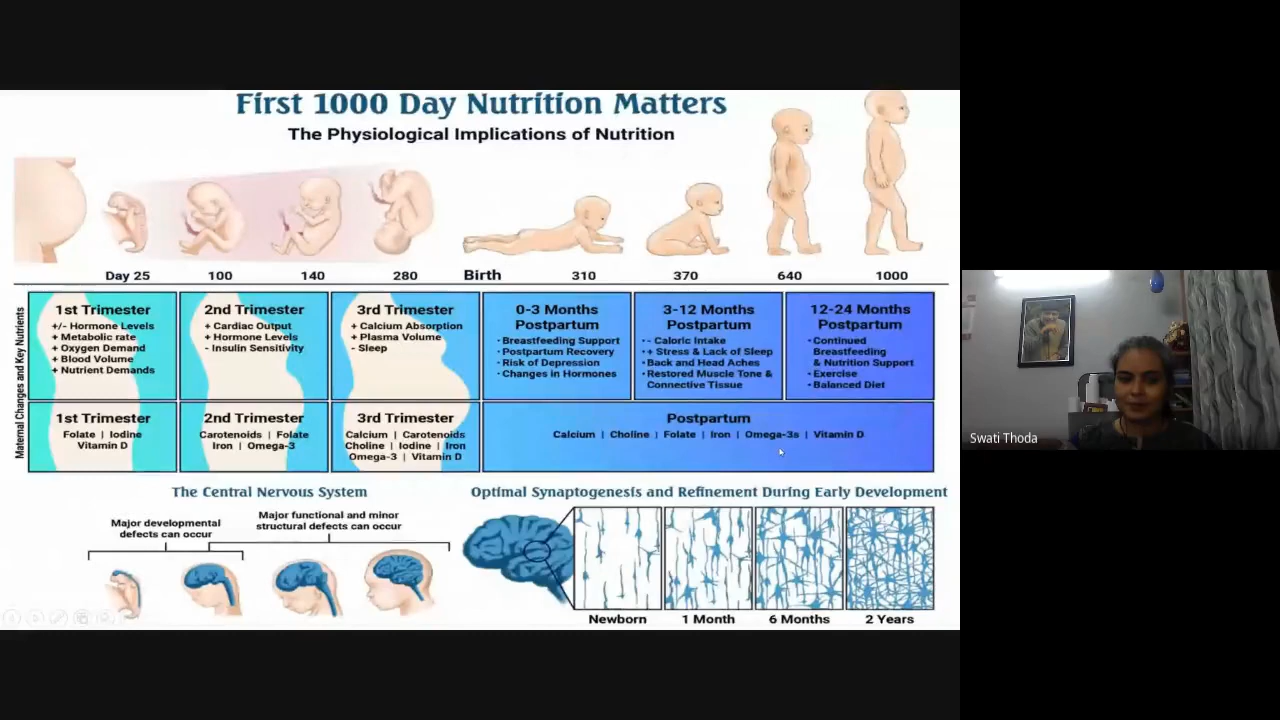 First 1000 Day Nutrition Matters
The Physiological Implications of Nutrition
Day 25 100 140 280 Birth 310 370 640 1000
Maternal Changes and Key Nutrients
1st Trimester
+/- Hormone Levels
+ Metabolic rate
+ Oxygen Demand
+ Blood Volume
+ Nutrient Demands
2nd Trimester
+ Cardiac Output
+ Hormone Levels
- Insulin Sensitivity
3rd Trimester
+ Calcium Absorption
+ Plasma Volume
- Sleep
0-3 Months
Postpartum
· Breastfeeding Support
· Postpartum Recovery
· Risk of Depression
· Changes in Hormones
3-12 Months
Postpartum
· - Caloric Intake
· + Stress & Lack of Sleep
· Back and Head Aches
· Restored Muscle Tone &
Connective Tissue
12-24 Months
Postpartum
· Continued
Breastfeeding
& Nutrition Support
· Exercise
· Balanced Diet
1st Trimester
Folate | Iodine
Vitamin D
2nd Trimester
Carotenoids | Folate
Iron | Omega-3
3rd Trimester
Calcium | Carotenoids
Choline | Iodine | Iron
Omega-3 | Vitamin D
Postpartum
Calcium | Choline | Folate | Iron | Omega-3s | Vitamin D
The Central Nervous System
Major developmental
defects can occur
Major functional and minor
structural defects can occur
Optimal Synaptogenesis and Refinement During Early Development
Newborn 1 Month 6 Months 2 Years
Swati Thoda